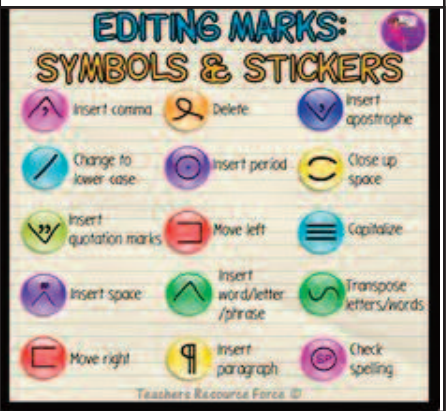 EDITING MARKS:
SYMBOLS & STICKERS
Insert comma
Delete
Insert
apostrophe
Change to
lower case
Insert period
Close up
space
Insert
quotation marks
Move left
Capitalize
Insert space
Insert
word/letter
/phrase
Transpose
letters/words
Move right
¶
Insert
paragraph
SP
Check
spelling
Teachers Resource Force ©